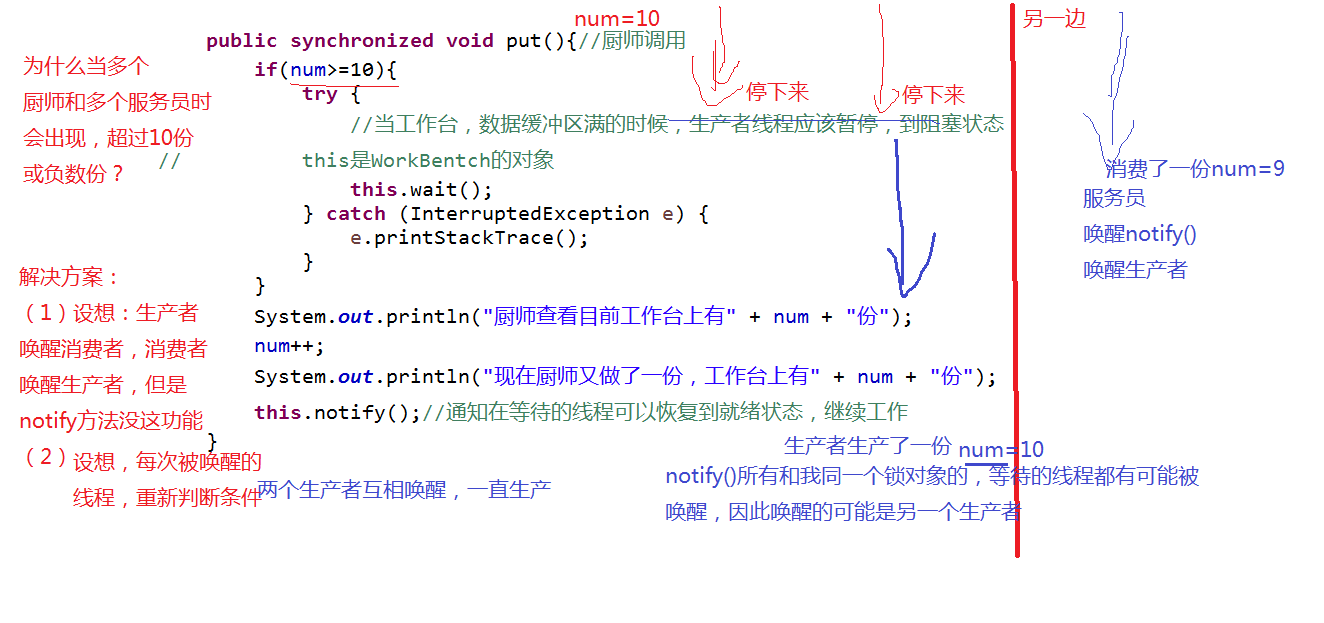 num=10
另一边
public synchronized void put(){//厨师调用
为什么当多个
厨师和多个服务员时
会出现，超过10份
或负数份？
if(num>=10){
try {
停下来
停下来
//当工作台，数据缓冲区满的时候，生产者线程应该暂停，到阻塞状态
// this是WorkBentch的对象
this.wait();
} catch (InterruptedException e) {
e.printStackTrace();
}
}
消费了一份num=9
服务员
唤醒notify()
唤醒生产者
解决方案：
（1）设想：生产者
唤醒消费者，消费者
唤醒生产者，但是
notify方法没这功能
（2）设想，每次被唤醒的
线程，重新判断条件
System.out.println("厨师查看目前工作台上有" + num + "份");
num++;
System.out.println("现在厨师又做了一份，工作台上有" + num + "份");
this.notify();//通知在等待的线程可以恢复到就绪状态，继续工作
}
生产者生产了一份 num=10
两个生产者互相唤醒，一直生产
notify()所有和我同一个锁对象的，等待的线程都有可能被
唤醒，因此唤醒的可能是另一个生产者